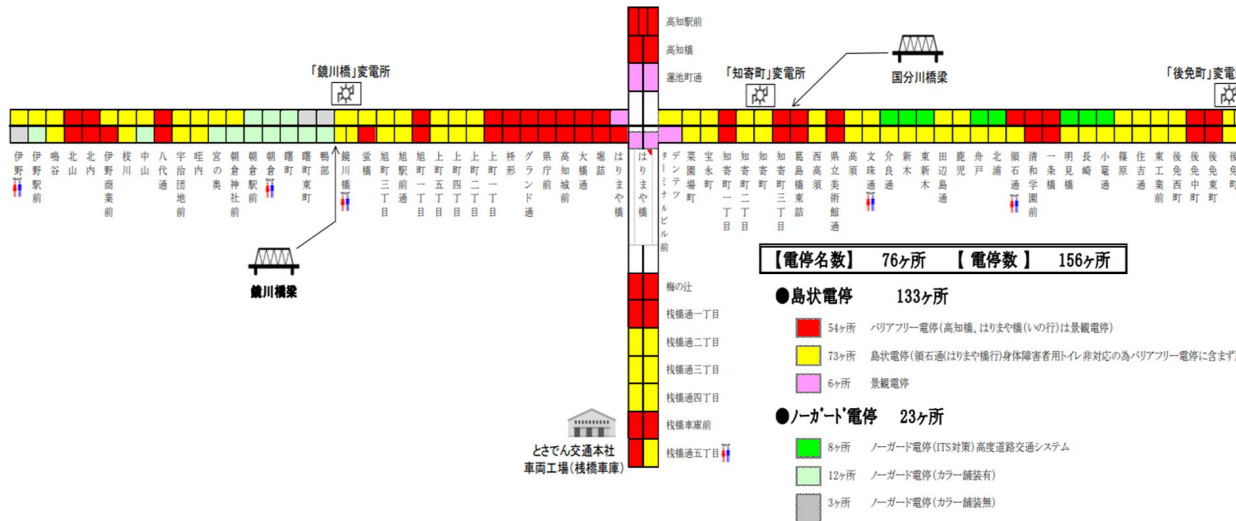 高知駅前
高知橋
蓮池町通
「鏡川橋」変電所
「知寄町」変電所
国分川橋梁
「後免町」変電
伊野
伊野駅前
鳴谷
北山
北内
伊野商業前
枝川
中山
八代通
宇治団地前
咥内
宮の奥
朝倉神社前
朝倉駅前
朝倉
曙町
曙町東町
鴨部
鏡川橋
蛍橋
旭町三丁目
旭駅前通
旭町一丁目
上町五丁目
上町四丁目
上町二丁目
上町一丁目
枡形
グランド通
県庁前
高知城前
大橋通
堀詰
はりまや橋
はりまや橋
デンテツ
ターミナルビル前
菜園場町
宝永町
知寄町一丁目
知寄町二丁目
知寄町
知寄町三丁目
葛島橋東詰
西高須
県立美術館通
高須
文珠通
介良通
新木
東新木
田辺島通
鹿児
舟戸
北浦
領石通
清和学園前
一条橋
明見橋
長崎
小篭通
篠原
住吉通
東工業前
後免西町
後免中町
後免東町
後免町
鏡川橋梁
梅の辻
桟橋通一丁目
桟橋通二丁目
桟橋通三丁目
桟橋通四丁目
桟橋車庫前
桟橋通五丁目
とさでん交通本社
車両工場(桟橋車庫)
【電停名数】 76ヶ所 【 電停数 】 156ヶ所
●島状電停 133ヶ所
54ヶ所 バリアフリー電停(高知橋、はりまや橋(いの行)は景観電停)
73ヶ所 島状電停(領石通(はりまや橋行)身体障害者用トイレ非対応の為バリアフリー電停に含まず)
6ヶ所 景観電停
●ノーガード電停 23ヶ所
8ヶ所 ノーガード電停(ITS対策)高度道路交通システム
12ヶ所 ノーガード電停(カラー舗装有)
3ヶ所 ノーガード電停(カラー舗装無)